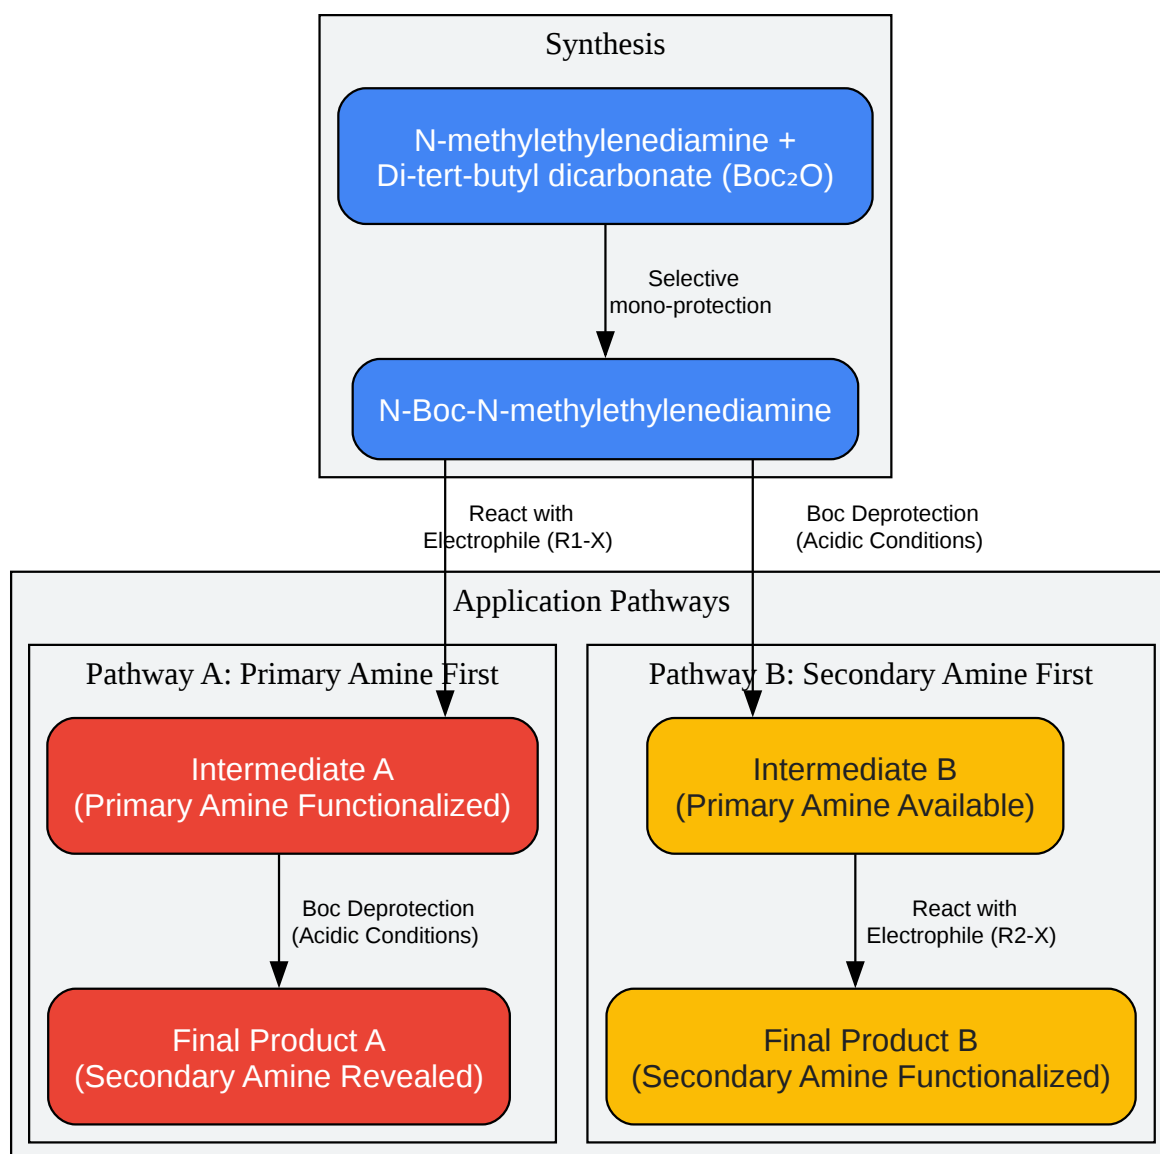 Synthesis
N-methylethylenediamine +
Di-tert-butyl dicarbonate (Boc₂O)
Selective
mono-protection
N-Boc-N-methylethylenediamine
React with
Electrophile (R1-X)
Boc Deprotection
(Acidic Conditions)
Application Pathways
Pathway A: Primary Amine First
Intermediate A
(Primary Amine Functionalized)
Boc Deprotection
(Acidic Conditions)
Final Product A
(Secondary Amine Revealed)
Pathway B: Secondary Amine First
Intermediate B
(Primary Amine Available)
React with
Electrophile (R2-X)
Final Product B
(Secondary Amine Functionalized)